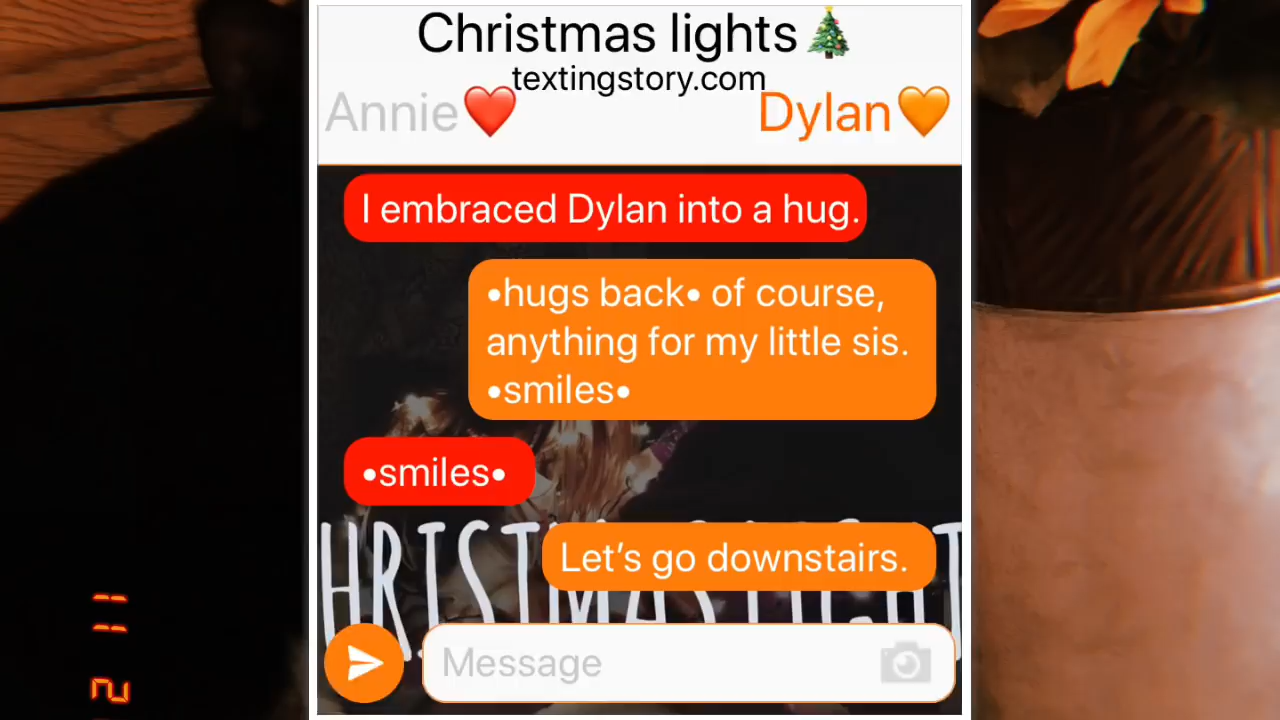 Christmas lights🎄
textingstory.com
Annie❤️ Dylan🧡
I embraced Dylan into a hug.
•hugs back• of course,
anything for my little sis.
•smiles•
•smiles•
Let's go downstairs.
Message